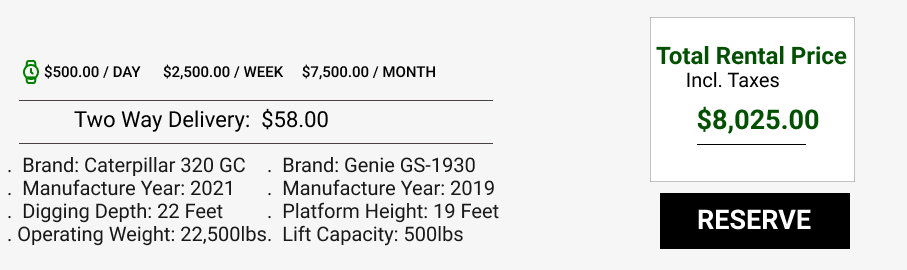 $500.00 / DAY $2,500.00 / WEEK $7,500.00 / MONTH
Two Way Delivery: $58.00
. Brand: Caterpillar 320 GC
. Manufacture Year: 2021
. Digging Depth: 22 Feet
. Operating Weight: 22,500lbs.
. Brand: Genie GS-1930
. Manufacture Year: 2019
. Platform Height: 19 Feet
Lift Capacity: 500lbs
Total Rental Price
Incl. Taxes
$8,025.00
RESERVE